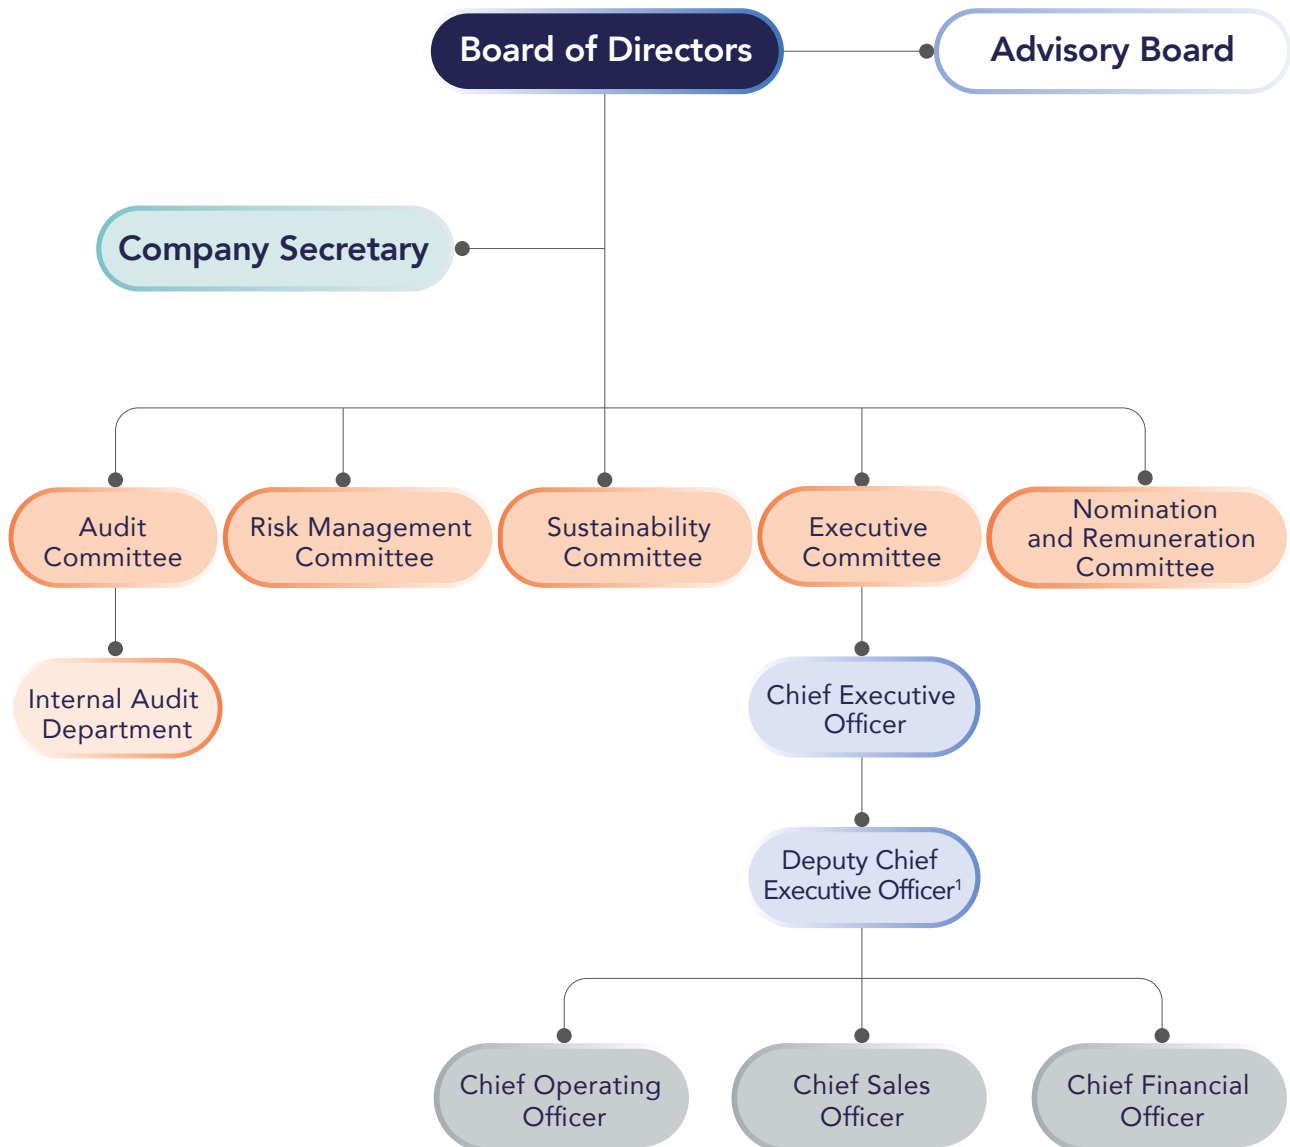 Board of Directors
Advisory Board
Company Secretary
Audit
Committee
Risk Management
Committee
Sustainability
Committee
Executive
Committee
Nomination
and Remuneration
Committee
Internal Audit
Department
Chief Executive
Officer
Deputy Chief
Executive Officer¹
Chief Operating
Officer
Chief Sales
Officer
Chief Financial
Officer